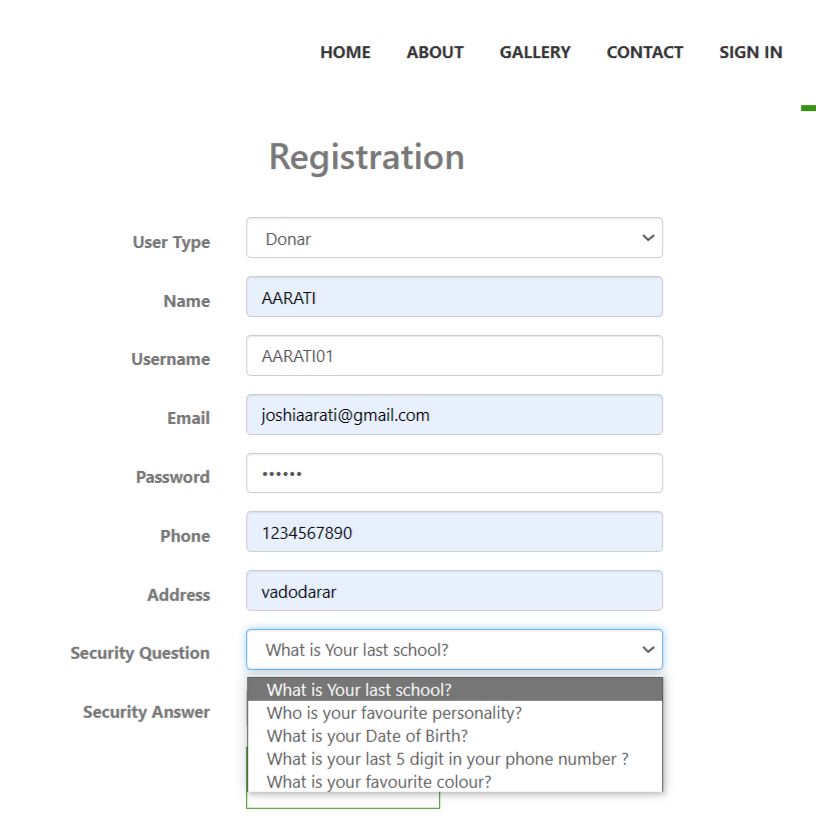 HOME ABOUT GALLERY CONTACT SIGN IN
Registration
User Type Donar
Name AARATI
Username AARATI01
Email joshiaarati@gmail.com
Password ••••••
Phone 1234567890
Address vadodarar
Security Question What is Your last school?
What is Your last school?
Security Answer
Who is your favourite personality?
What is your Date of Birth?
What is your last 5 digit in your phone number ?
What is your favourite colour?